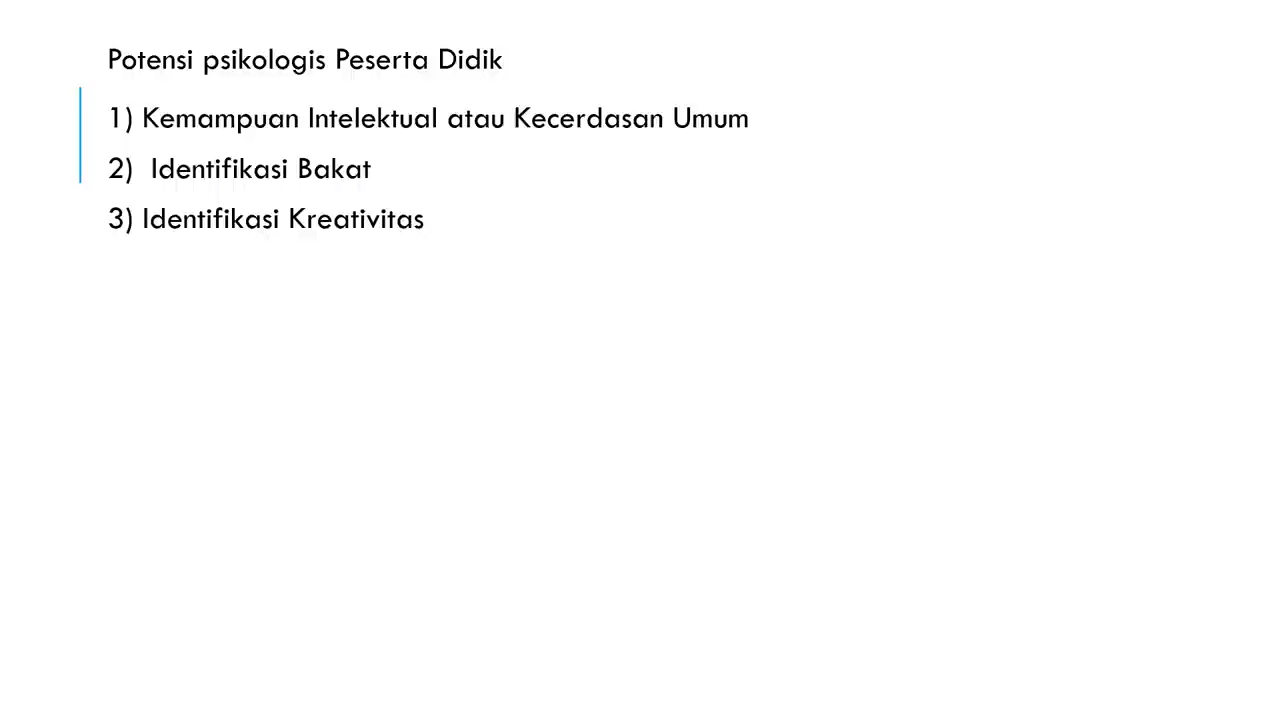 Potensi psikologis Peserta Didik
1) Kemampuan Intelektual atau Kecerdasan Umum
2) Identifikasi Bakat
3) Identifikasi Kreativitas